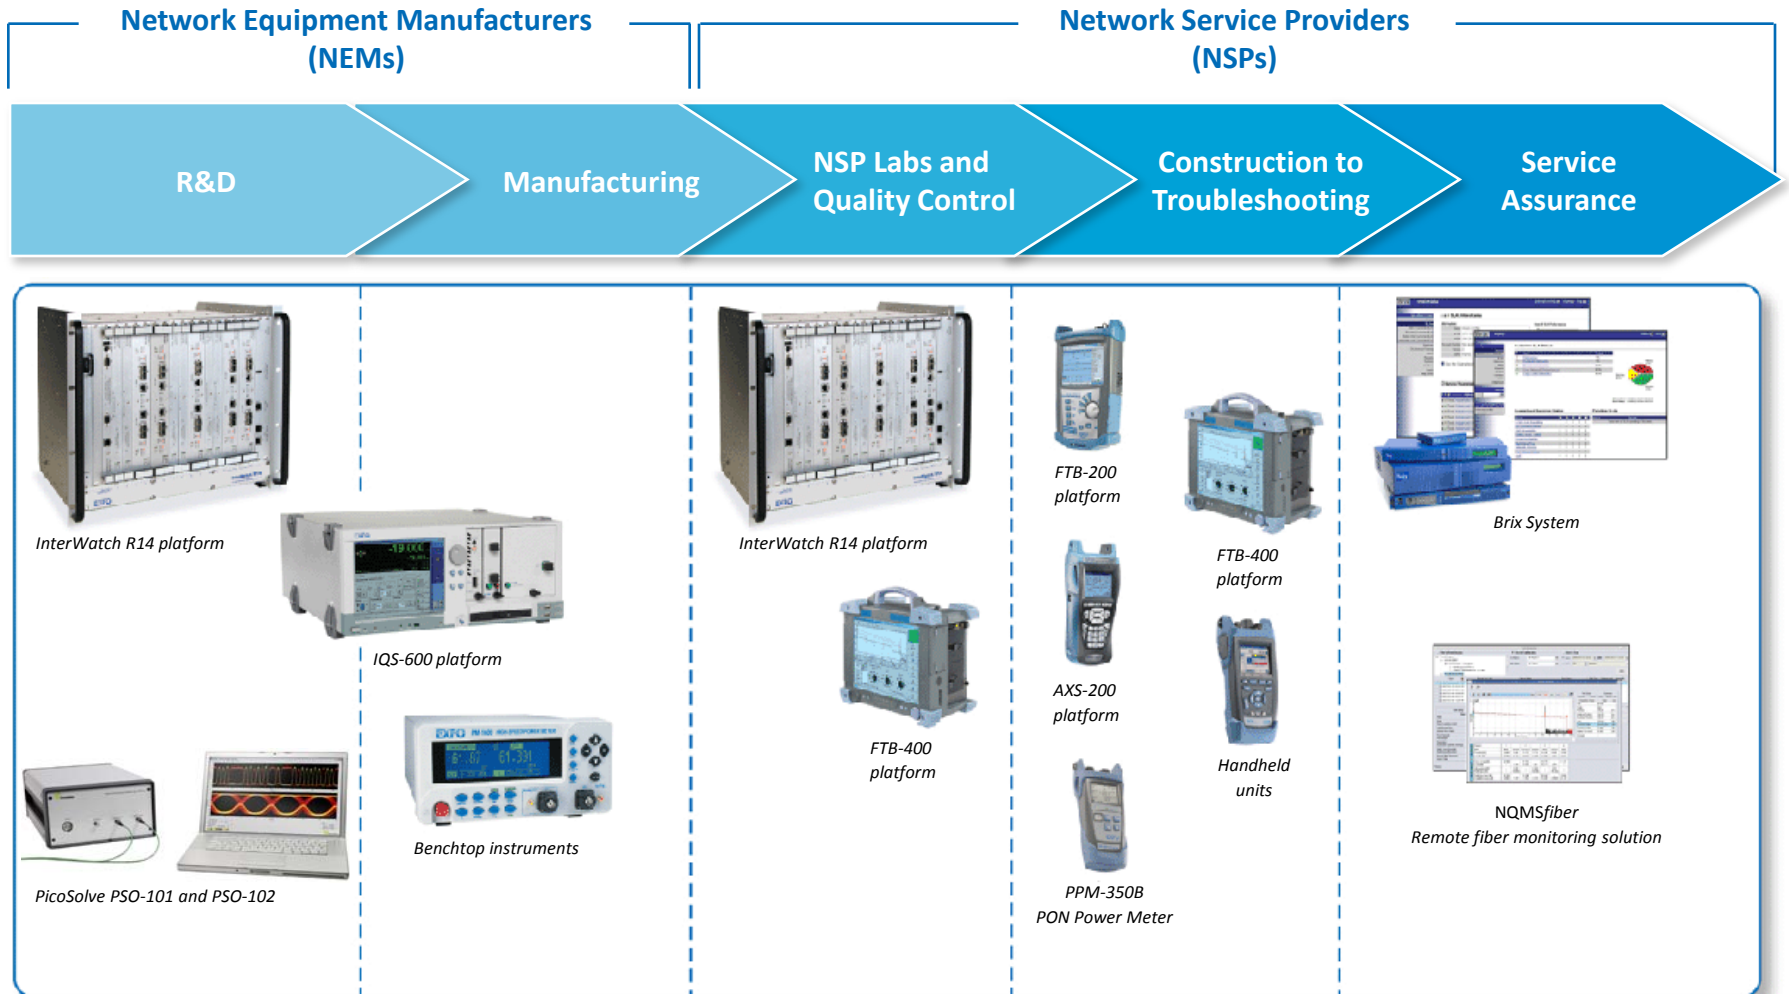 Network Equipment Manufacturers
(NEMs)
Network Service Providers
(NSPs)
R&D
Manufacturing
NSP Labs and
Quality Control
Construction to
Troubleshooting
Service
Assurance
InterWatch R14 platform
IQS-600 platform
PicoSolve PSO-101 and PSO-102
EXFO
Benchtop instruments
InterWatch R14 platform
FTB-400
platform
FTB-200
platform
FTB-400
platform
AXS-200
platform
Handheld
units
PPM-350B
PON Power Meter
Brix System
NQMSfiber
Remote fiber monitoring solution